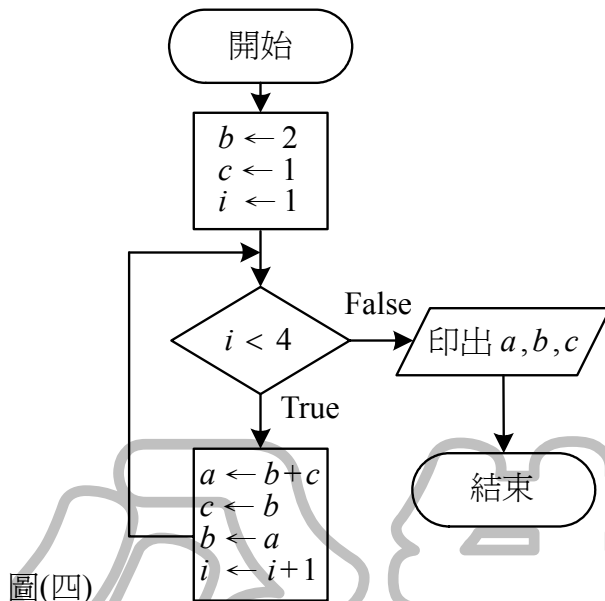 開始
b ← 2
c ← 1
i ← 1
i < 4
False
印出 a,b,c
True
a ← b+c
c ← b
b ← a
i ← i+1
結束
圖(四)